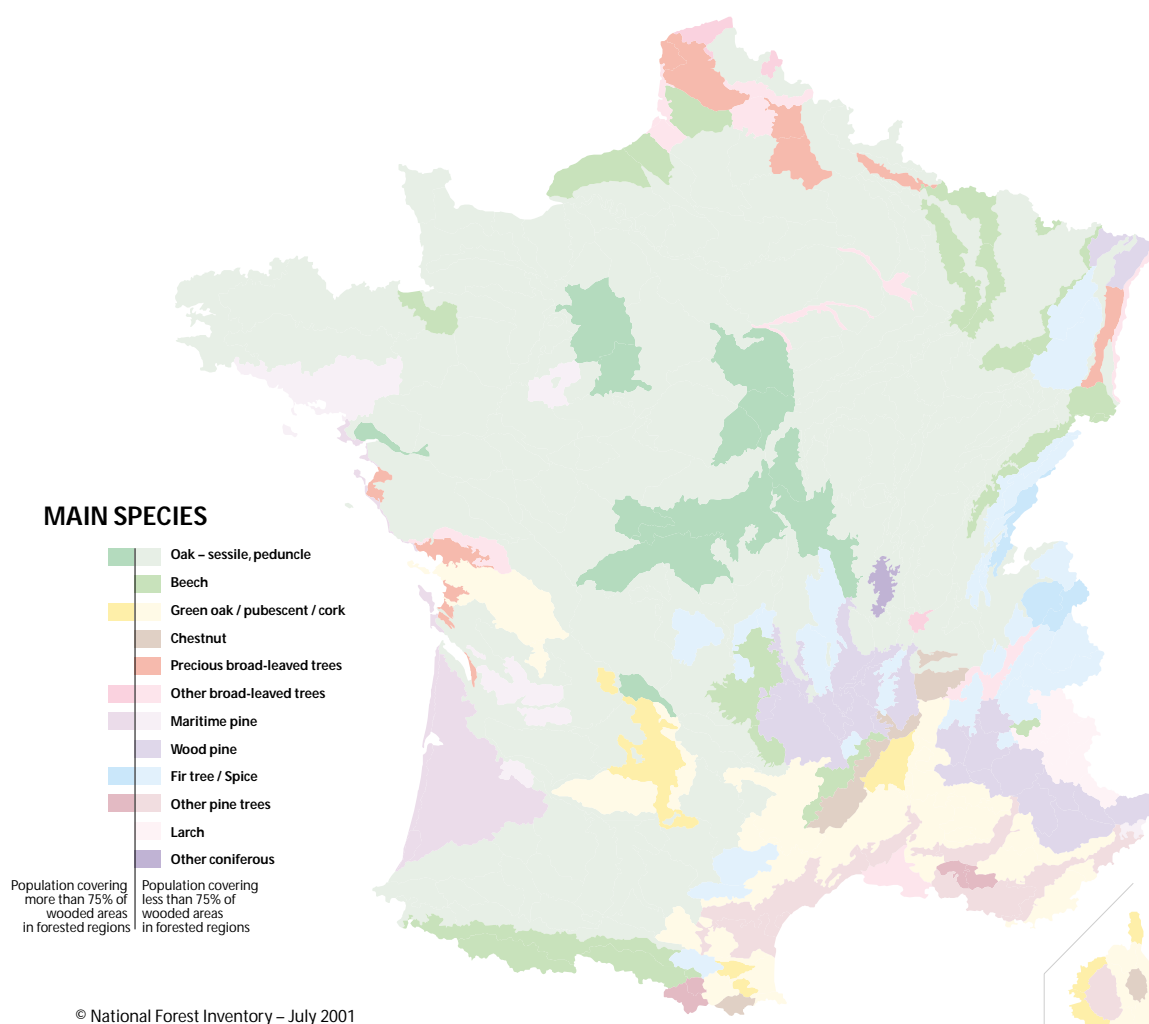 MAIN SPECIES
Oak – sessile, peduncle
Beech
Green oak / pubescent / cork
Chestnut
Precious broad-leaved trees
Other broad-leaved trees
Maritime pine
Wood pine
Fir tree / Spice
Other pine trees
Larch
Other coniferous
Population covering
more than 75% of
wooded areas
in forested regions
Population covering
less than 75% of
wooded areas
in forested regions
© National Forest Inventory – July 2001